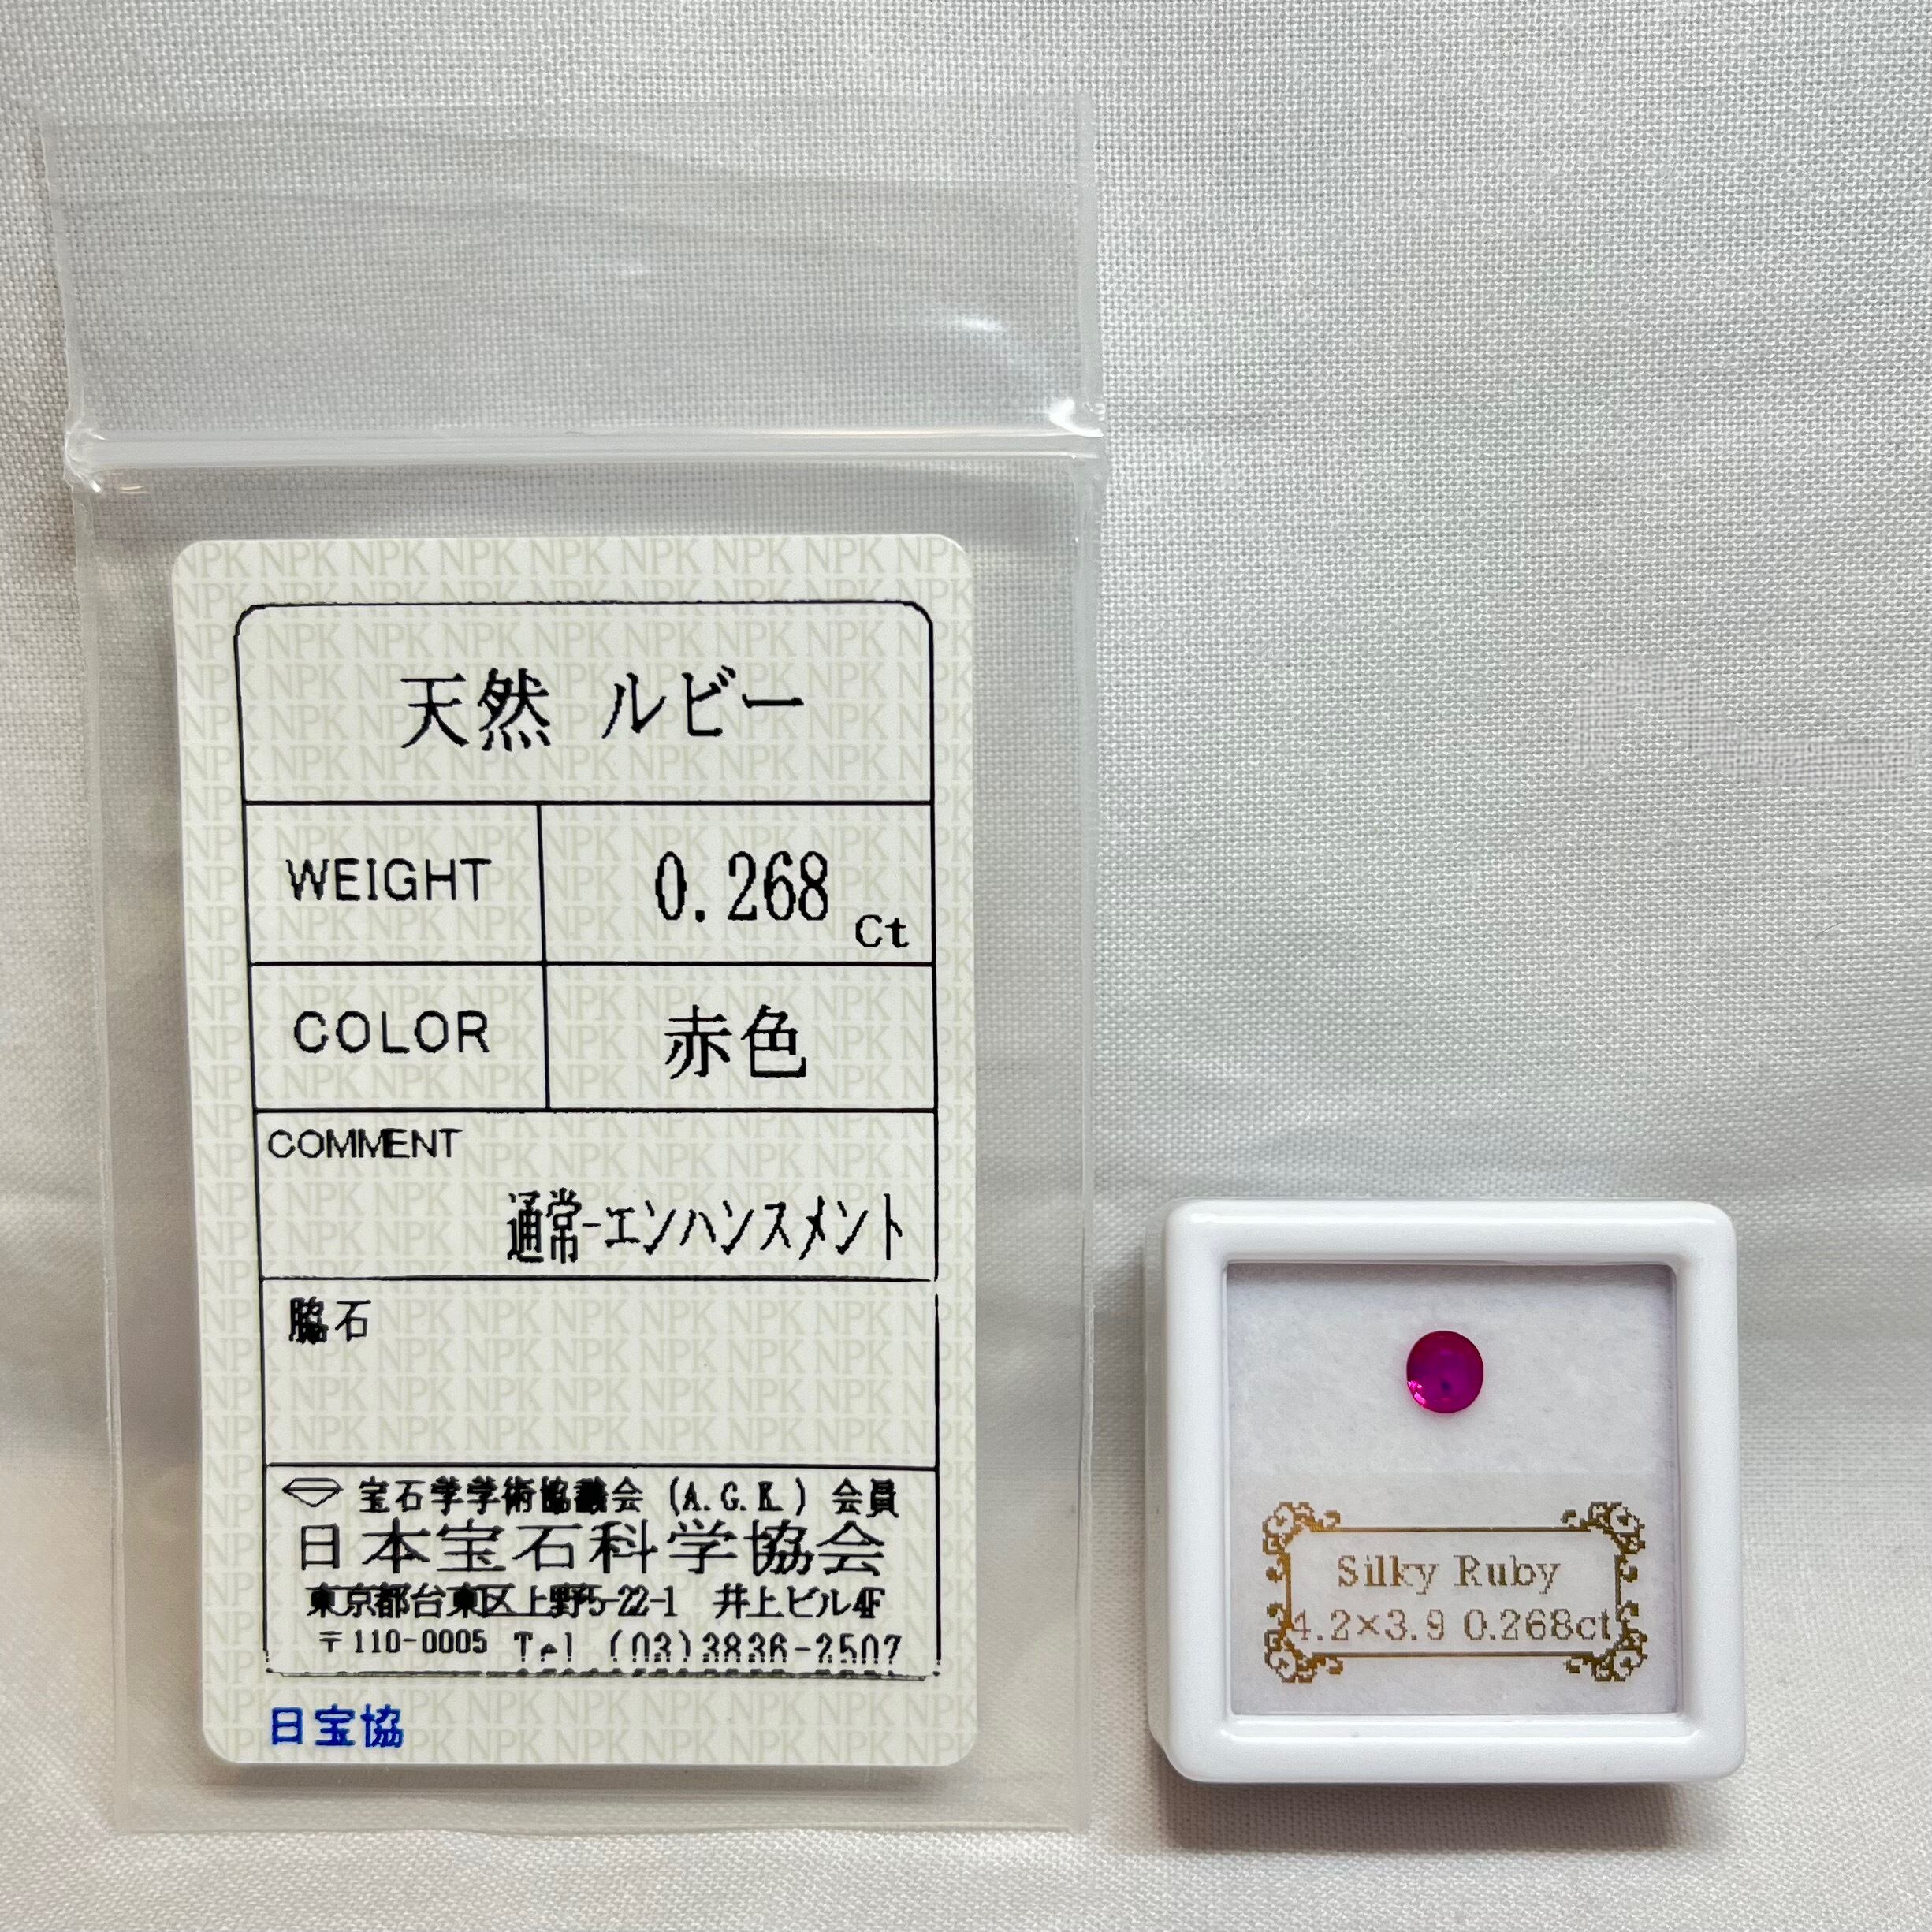 天然 ルビー
WEIGHT 0.268 Ct
COLOR 赤色
COMMENT
通常-エンハンスメント
脇石
宝石学学術協議会 (A.G.K.) 会員
日本宝石科学協会
東京都台東区上野5-22-1 井上ビル4F
〒110-0005 Tel (03)3836-2507
日宝協
Silky Ruby
4.2×3.9 0.268ct